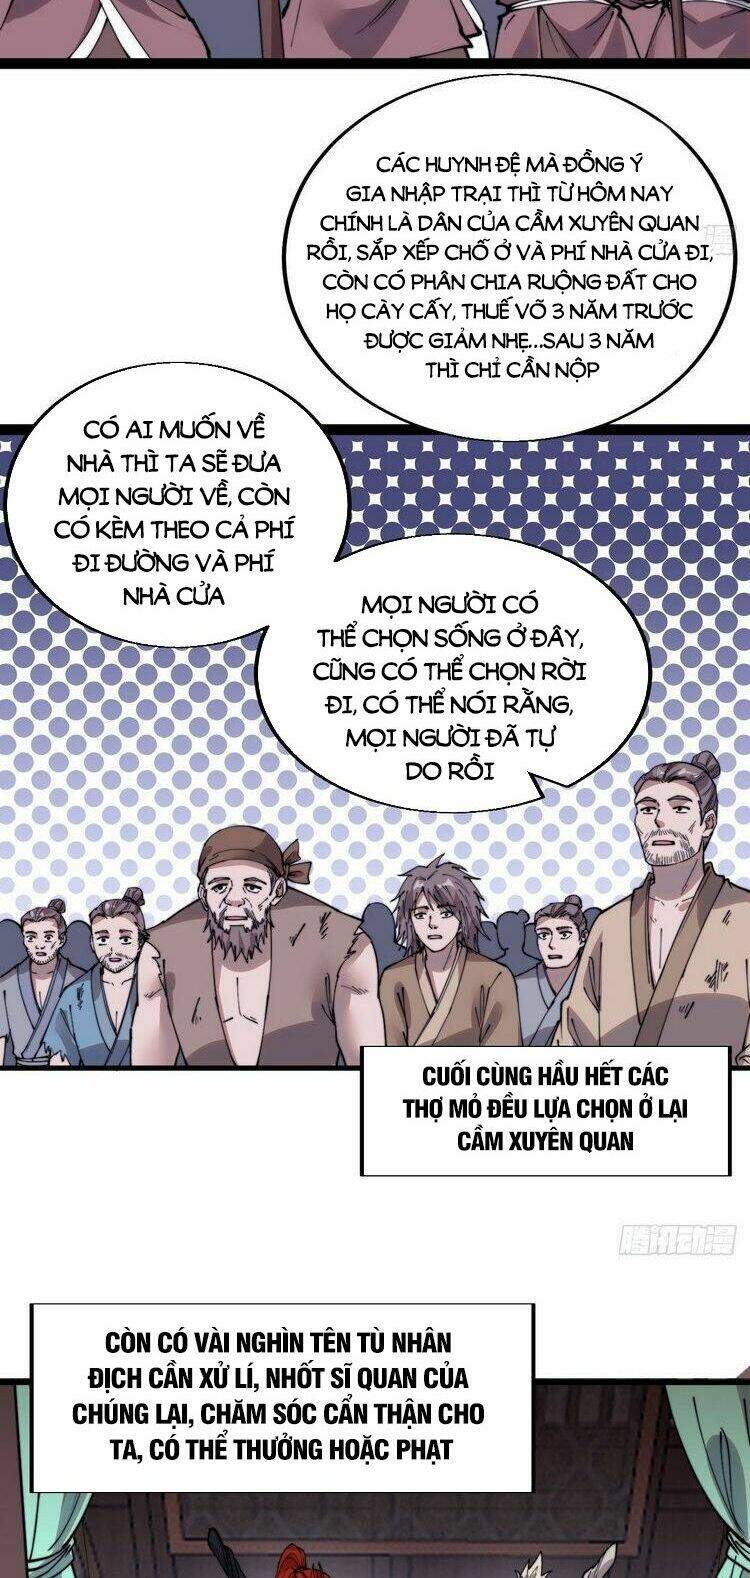 CÁC HUYNH ĐỆ MÀ ĐỒNG Ý
GIA NHẬP TRẠI THÌ TỪ HÔM NAY
CHÍNH LÀ DÂN CỦA CẦM XUYÊN QUAN
RỒI, SẮP XẾP CHỖ Ở VÀ PHÍ NHÀ CỬA ĐI,
CÒN CÓ PHÂN CHIA RUỘNG ĐẤT CHO
HỌ CÀY CẤY, THUẾ VÕ 3 NĂM TRƯỚC
ĐƯỢC GIẢM NHẸ...SAU 3 NĂM
THÌ CHỈ CẦN NỘP
CÓ AI MUỐN VỀ
NHÀ THÌ TA SẼ ĐƯA
MỌI NGƯỜI VỀ, CÒN
CÓ KÈM THEO CẢ PHÍ
ĐI ĐƯỜNG VÀ PHÍ
NHÀ CỬA
MỌI NGƯỜI CÓ
THỂ CHỌN SỐNG Ở ĐÂY,
CŨNG CÓ THỂ CHỌN RỜI
ĐI, CÓ THỂ NÓI RẰNG,
MỌI NGƯỜI ĐÃ TỰ
DO RỒI
CUỐI CÙNG HẦU HẾT CÁC
THỢ MỎ ĐỀU LỰA CHỌN Ở LẠI
CẦM XUYÊN QUAN
腾讯动漫
CÒN CÓ VÀI NGHÌN TÊN TÙ NHÂN
ĐỊCH CẦN XỬ LÍ, NHỐT SĨ QUAN CỦA
CHÚNG LẠI, CHĂM SÓC CẨN THẬN CHO
TA, CÓ THỂ THƯỞNG HOẶC PHẠT